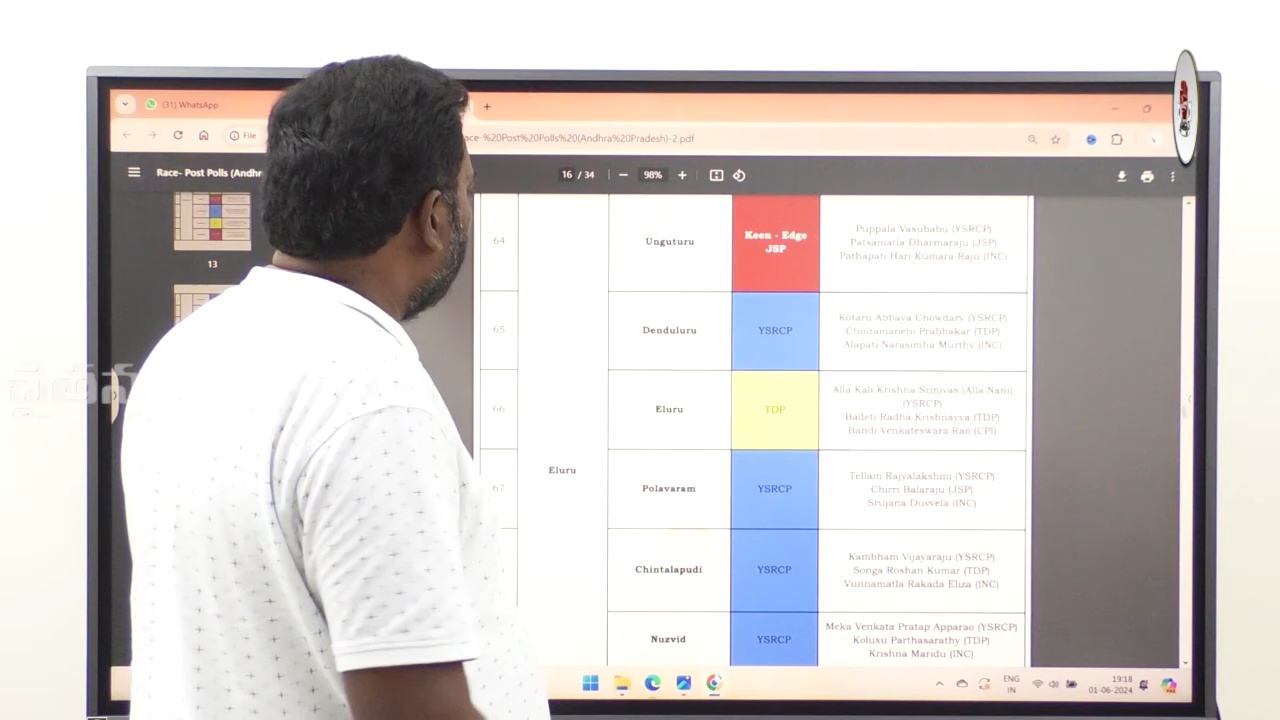 (31) WhatsApp
File
ace-%20Post%20Polls%20(Andhra%20Pradesh)-2.pdf
Race- Post Polls (Andhr
16 / 34
98%
13
64
Unguturu
Keen - Edge
JSP
Puppala Vasubabu (YSRCP)
Patsamatla Dharmaraju (JSP)
Pathapati Hari Kumara Raju (INC)
65
Denduluru
YSRCP
Kotaru Abbaya Chowdary (YSRCP)
Chintamaneni Prabhakar (TDP)
Alapati Narasimha Murthy (INC)
66
Eluru
TDP
Alla Kali Krishna Srinivas (Alla Nani)
(YSRCP)
Badeti Radha Krishnayya (TDP)
Bandi Venkateswara Rao (CPI)
Eluru
67
Polavaram
YSRCP
Tellam Rajyalakshmi (YSRCP)
Chirri Balaraju (JSP)
Srujana Duvvela (INC)
Chintalapudi
YSRCP
Kambham Vijayaraju (YSRCP)
Songa Roshan Kumar (TDP)
Vunnamatla Rakada Eliza (INC)
Nuzvid
YSRCP
Meka Venkata Pratap Apparao (YSRCP)
Kolusu Parthasarathy (TDP)
Krishna Maridu (INC)
ENG
IN
19:18
01-06-2024
చైతన